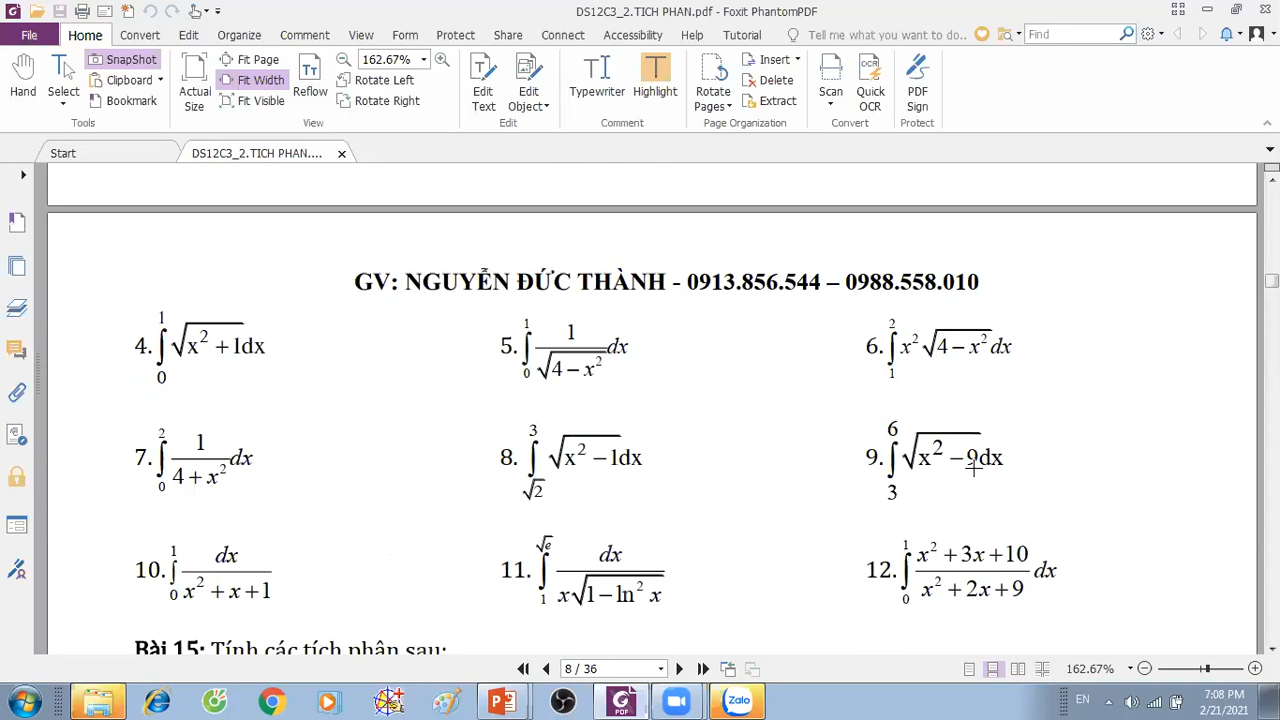 DS12C3_2.TICH PHAN.pdf - Foxit PhantomPDF
File Home Convert Edit Organize Comment View Form Protect Share Connect Accessibility Help Tutorial Tell me what you want to do... Find
Hand Select SnapShot Clipboard Bookmark Actual Size Fit Page Fit Width Fit Visible Reflow 162.67% Rotate Left Rotate Right Edit Text Edit Object Typewriter Highlight Rotate Pages Insert Delete Extract Scan Quick OCR PDF Sign
Tools View Edit Comment Page Organization Convert Protect
Start DS12C3_2.TICH PHAN....
GV: NGUYỄN ĐỨC THÀNH - 0913.856.544 – 0988.558.010
4. ∫₀¹ √(x² + 1)dx 5. ∫₀¹ 1/√(4 − x²) dx 6. ∫₁² x²√(4 − x²) dx
7. ∫₀² 1/(4 + x²) dx 8. ∫_√2^3 √(x² − 1)dx 9. ∫₃⁶ √(x² − 9)dx
10. ∫₀¹ dx/(x² + x + 1) 11. ∫₁^√e dx/(x√(1 − ln² x)) 12. ∫₀¹ (x² + 3x + 10)/(x² + 2x + 9) dx
Bài 15: Tính các tích phân sau:
8 / 36 162.67%
EN 7:08 PM
2/21/2021